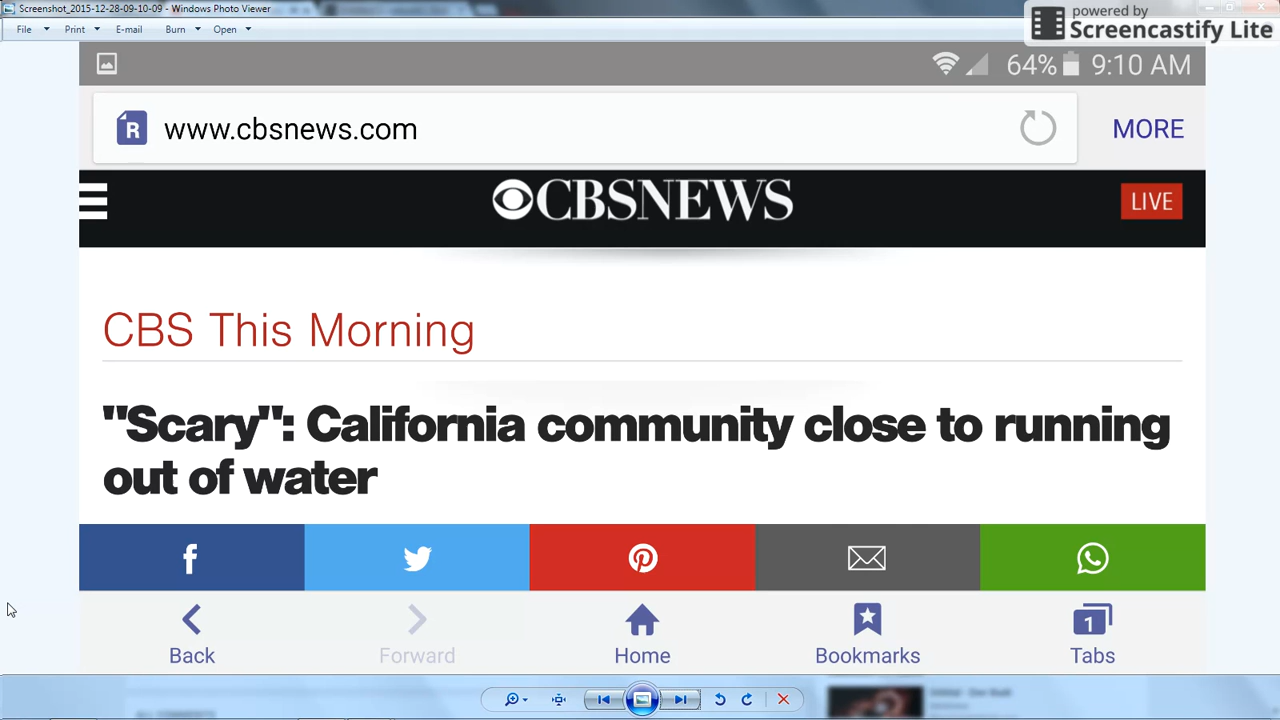 Screenshot_2015-12-28-09-10-09 - Windows Photo Viewer
powered by
Screencastify Lite
File Print E-mail Burn Open
64% 9:10 AM
R www.cbsnews.com MORE
CBSNEWS LIVE
CBS This Morning
"Scary": California community close to running
out of water
Back Forward Home Bookmarks 1 Tabs